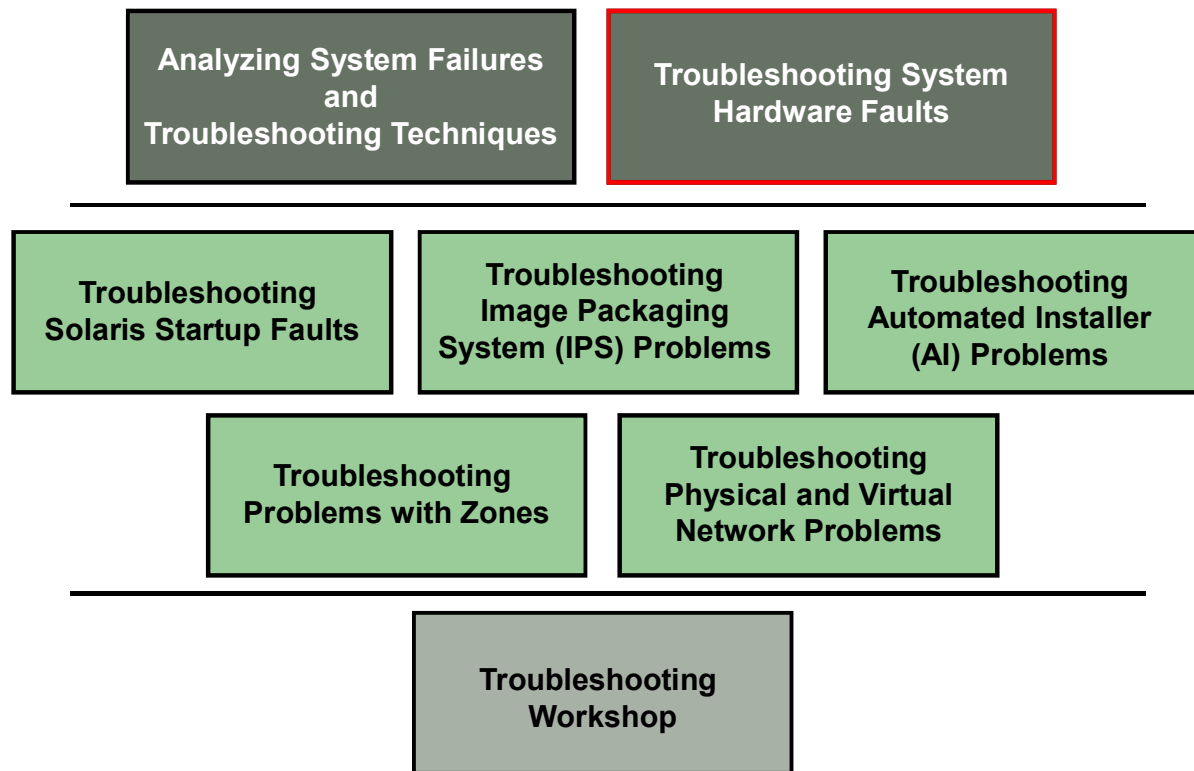 Analyzing System Failures
and
Troubleshooting Techniques
Troubleshooting System
Hardware Faults
Troubleshooting
Solaris Startup Faults
Troubleshooting
Image Packaging
System (IPS) Problems
Troubleshooting
Automated Installer
(AI) Problems
Troubleshooting
Problems with Zones
Troubleshooting
Physical and Virtual
Network Problems
Troubleshooting
Workshop